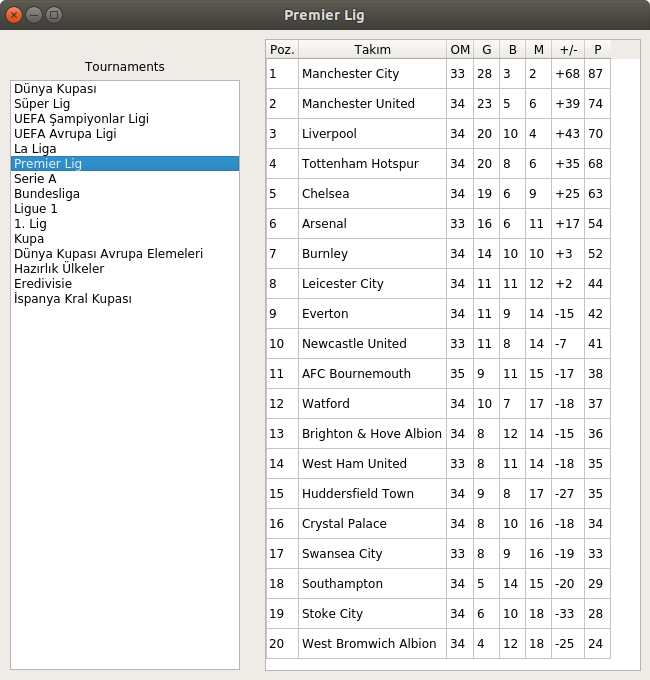 Premier Lig
Tournaments
Dünya Kupası
Süper Lig
UEFA Şampiyonlar Ligi
UEFA Avrupa Ligi
La Liga
Premier Lig
Serie A
Bundesliga
Ligue 1
1. Lig
Kupa
Dünya Kupası Avrupa Elemeleri
Hazırlık Ülkeler
Eredivisie
İspanya Kral Kupası
Poz. Takım OM G B M +/- P
1 Manchester City 33 28 3 2 +68 87
2 Manchester United 34 23 5 6 +39 74
3 Liverpool 34 20 10 4 +43 70
4 Tottenham Hotspur 34 20 8 6 +35 68
5 Chelsea 34 19 6 9 +25 63
6 Arsenal 33 16 6 11 +17 54
7 Burnley 34 14 10 10 +3 52
8 Leicester City 34 11 11 12 +2 44
9 Everton 34 11 9 14 -15 42
10 Newcastle United 33 11 8 14 -7 41
11 AFC Bournemouth 35 9 11 15 -17 38
12 Watford 34 10 7 17 -18 37
13 Brighton & Hove Albion 34 8 12 14 -15 36
14 West Ham United 33 8 11 14 -18 35
15 Huddersfield Town 34 9 8 17 -27 35
16 Crystal Palace 34 8 10 16 -18 34
17 Swansea City 33 8 9 16 -19 33
18 Southampton 34 5 14 15 -20 29
19 Stoke City 34 6 10 18 -33 28
20 West Bromwich Albion 34 4 12 18 -25 24